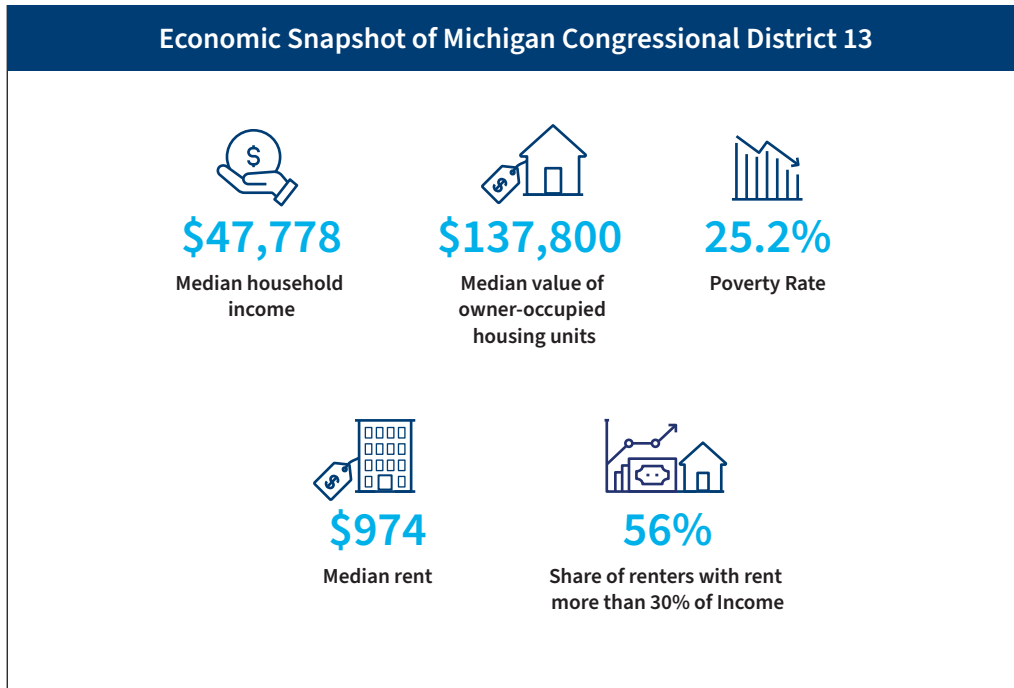 Economic Snapshot of Michigan Congressional District 13
$
$
$47,778
$137,800
25.2%
Median household
income
Median value of
owner-occupied
housing units
Poverty Rate
$
$974
56%
Median rent
Share of renters with rent
more than 30% of Income